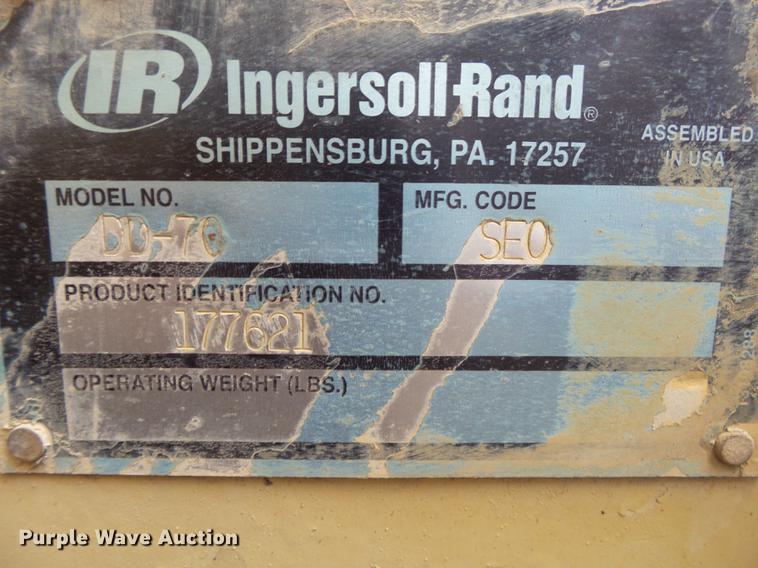 IR Ingersoll-Rand®
SHIPPENSBURG, PA. 17257
ASSEMBLED
IN USA
MODEL NO.
DD-70
MFG. CODE
SEO
PRODUCT IDENTIFICATION NO.
177621
OPERATING WEIGHT (LBS.)
Purple Wave Auction